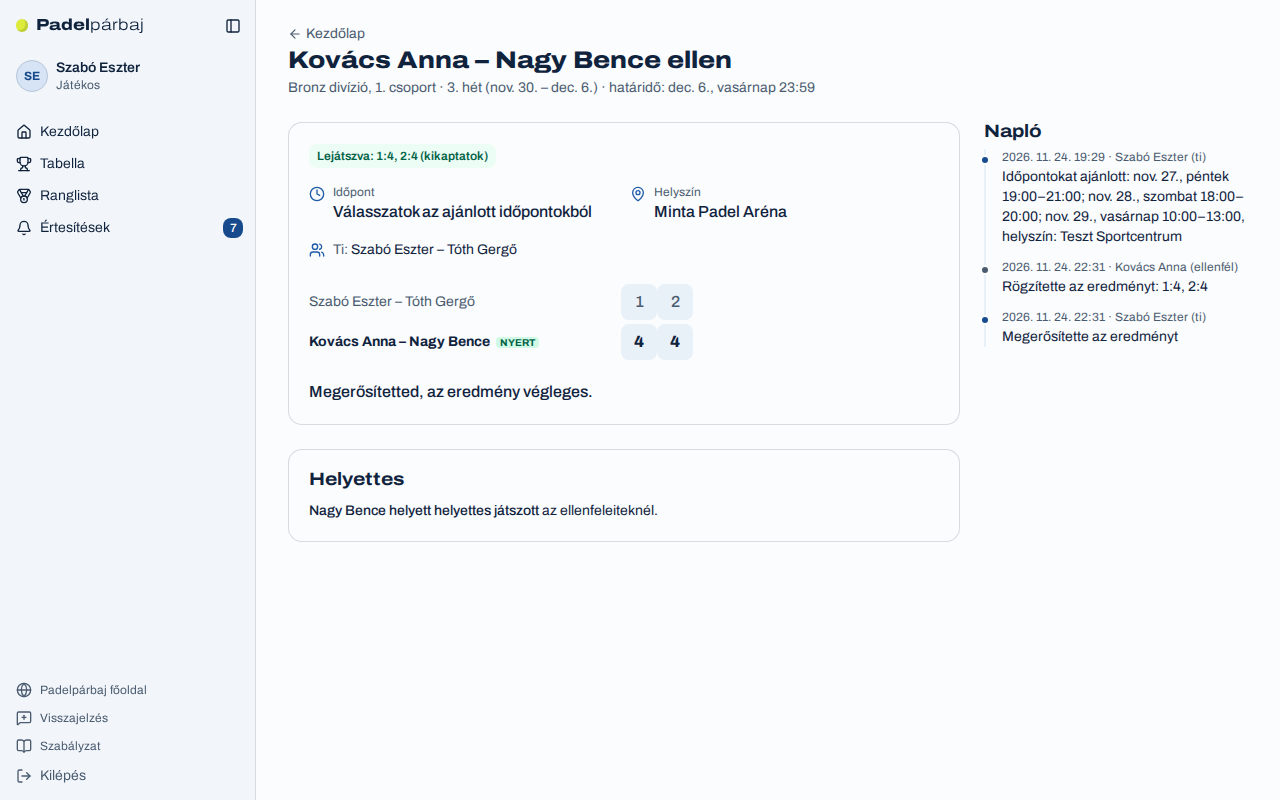 Padelpárbaj
SE
Szabó Eszter
Játékos
Kezdőlap
Tabella
Ranglista
Értesítések 7
Padelpárbaj főoldal
Visszajelzés
Szabályzat
Kilépés
Kezdőlap
Kovács Anna – Nagy Bence ellen
Bronz divízió, 1. csoport · 3. hét (nov. 30. – dec. 6.) · határidő: dec. 6., vasárnap 23:59
Lejátszva: 1:4, 2:4 (kikaptatok)
Időpont
Válasszatok az ajánlott időpontokból
Helyszín
Minta Padel Aréna
Ti: Szabó Eszter – Tóth Gergő
Szabó Eszter – Tóth Gergő 1 2
Kovács Anna – Nagy Bence NYERT 4 4
Megerősítetted, az eredmény végleges.
Helyettes
Nagy Bence helyett helyettes játszott az ellenfeleiteknél.
Napló
2026. 11. 24. 19:29 · Szabó Eszter (ti)
Időpontokat ajánlott: nov. 27., péntek
19:00–21:00; nov. 28., szombat 18:00–
20:00; nov. 29., vasárnap 10:00–13:00,
helyszín: Teszt Sportcentrum
2026. 11. 24. 22:31 · Kovács Anna (ellenfél)
Rögzítette az eredményt: 1:4, 2:4
2026. 11. 24. 22:31 · Szabó Eszter (ti)
Megerősítette az eredményt